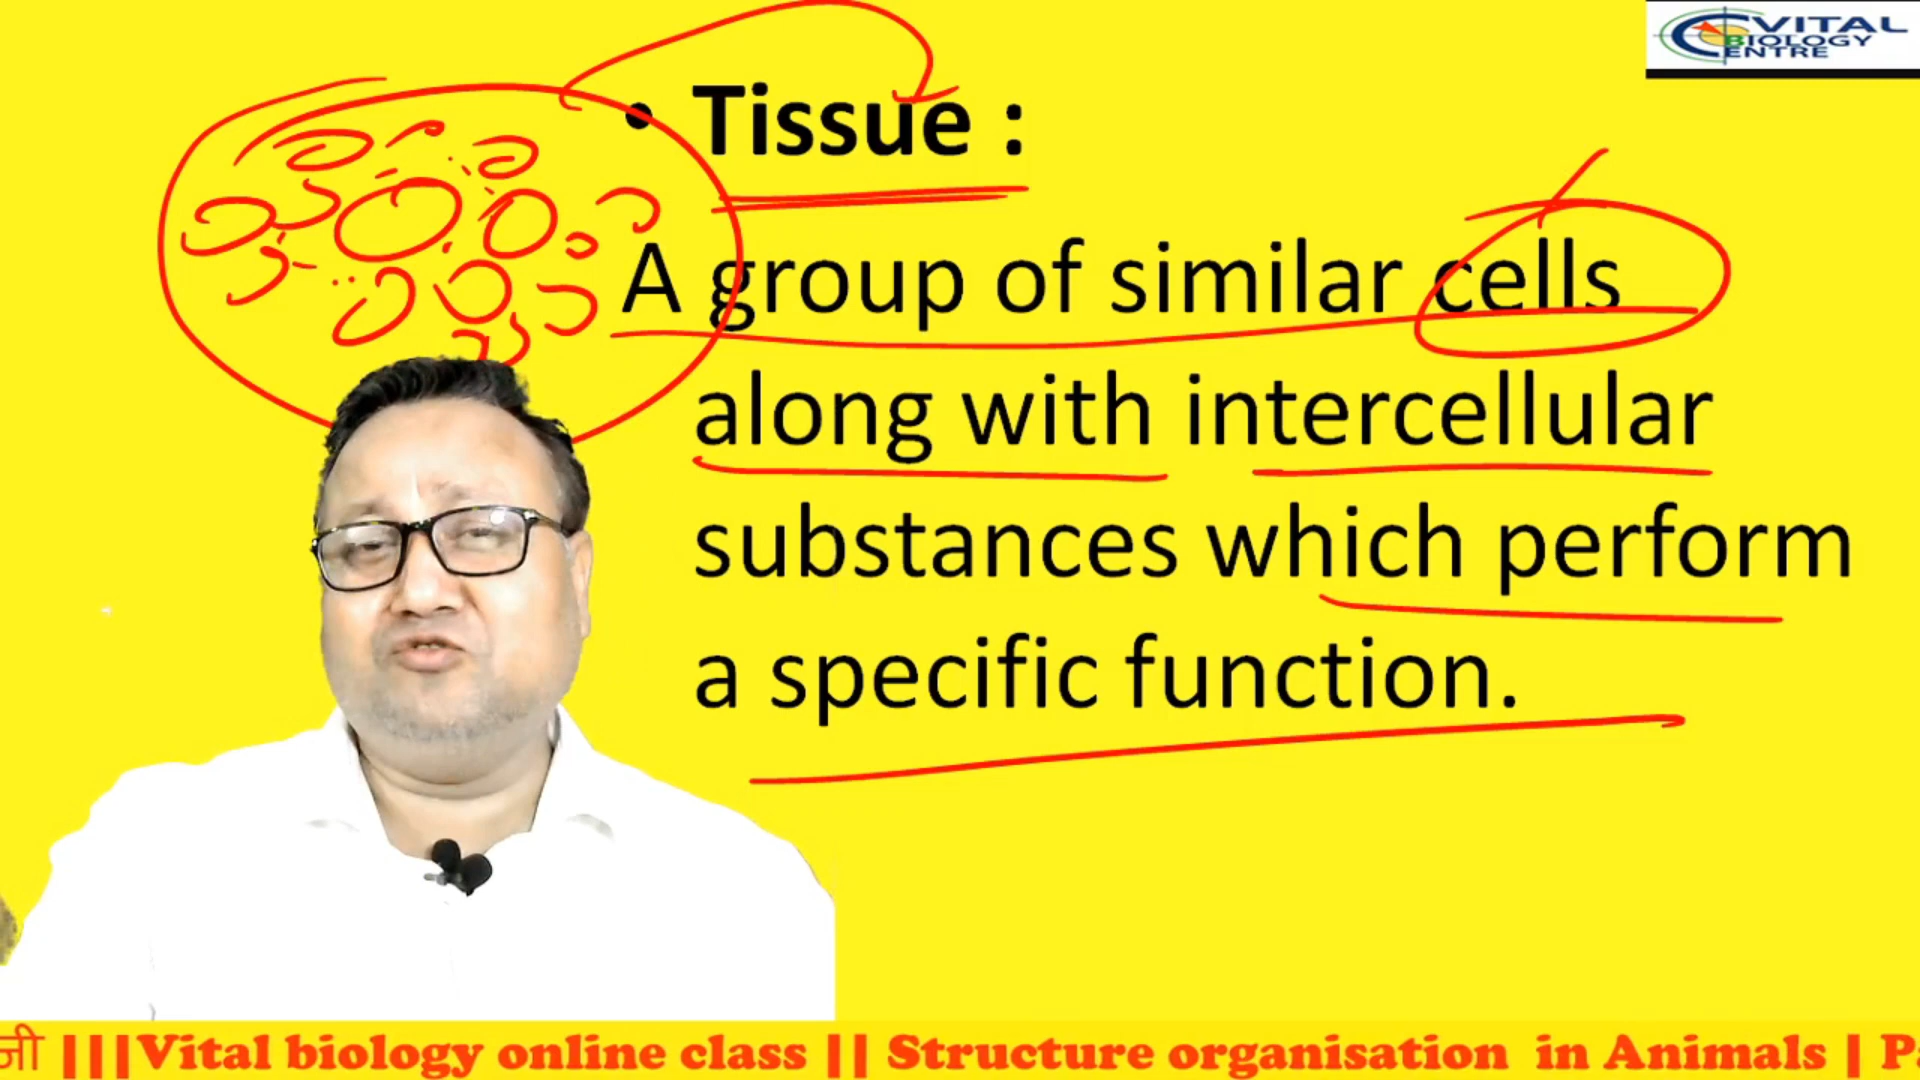 VITAL
BIOLOGY
CENTRE
• Tissue :
A group of similar cells
along with intercellular
substances which perform
a specific function.
जी |||Vital biology online class || Structure organisation in Animals |